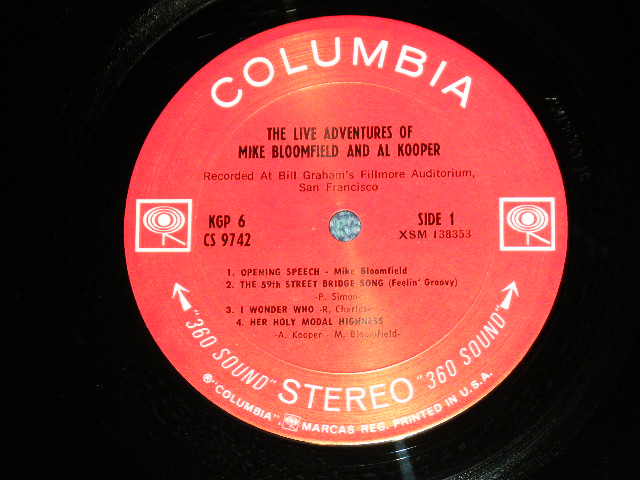 COLUMBIA
THE LIVE ADVENTURES OF
MIKE BLOOMFIELD AND AL KOOPER
Recorded At Bill Graham's Fillmore Auditorium,
San Francisco
KGP 6
CS 9742
SIDE 1
XSM 138353
1. OPENING SPEECH - Mike Bloomfield
2. THE 59th STREET BRIDGE SONG (Feelin' Groovy)
-P. Simon-
3. I WONDER WHO -R. Charles-
4. HER HOLY MODAL HIGHNESS
-A. Kooper - M. Bloomfield-
"360 SOUND" STEREO "360 SOUND"
℗"COLUMBIA", MARCAS REG. PRINTED IN U.S.A.